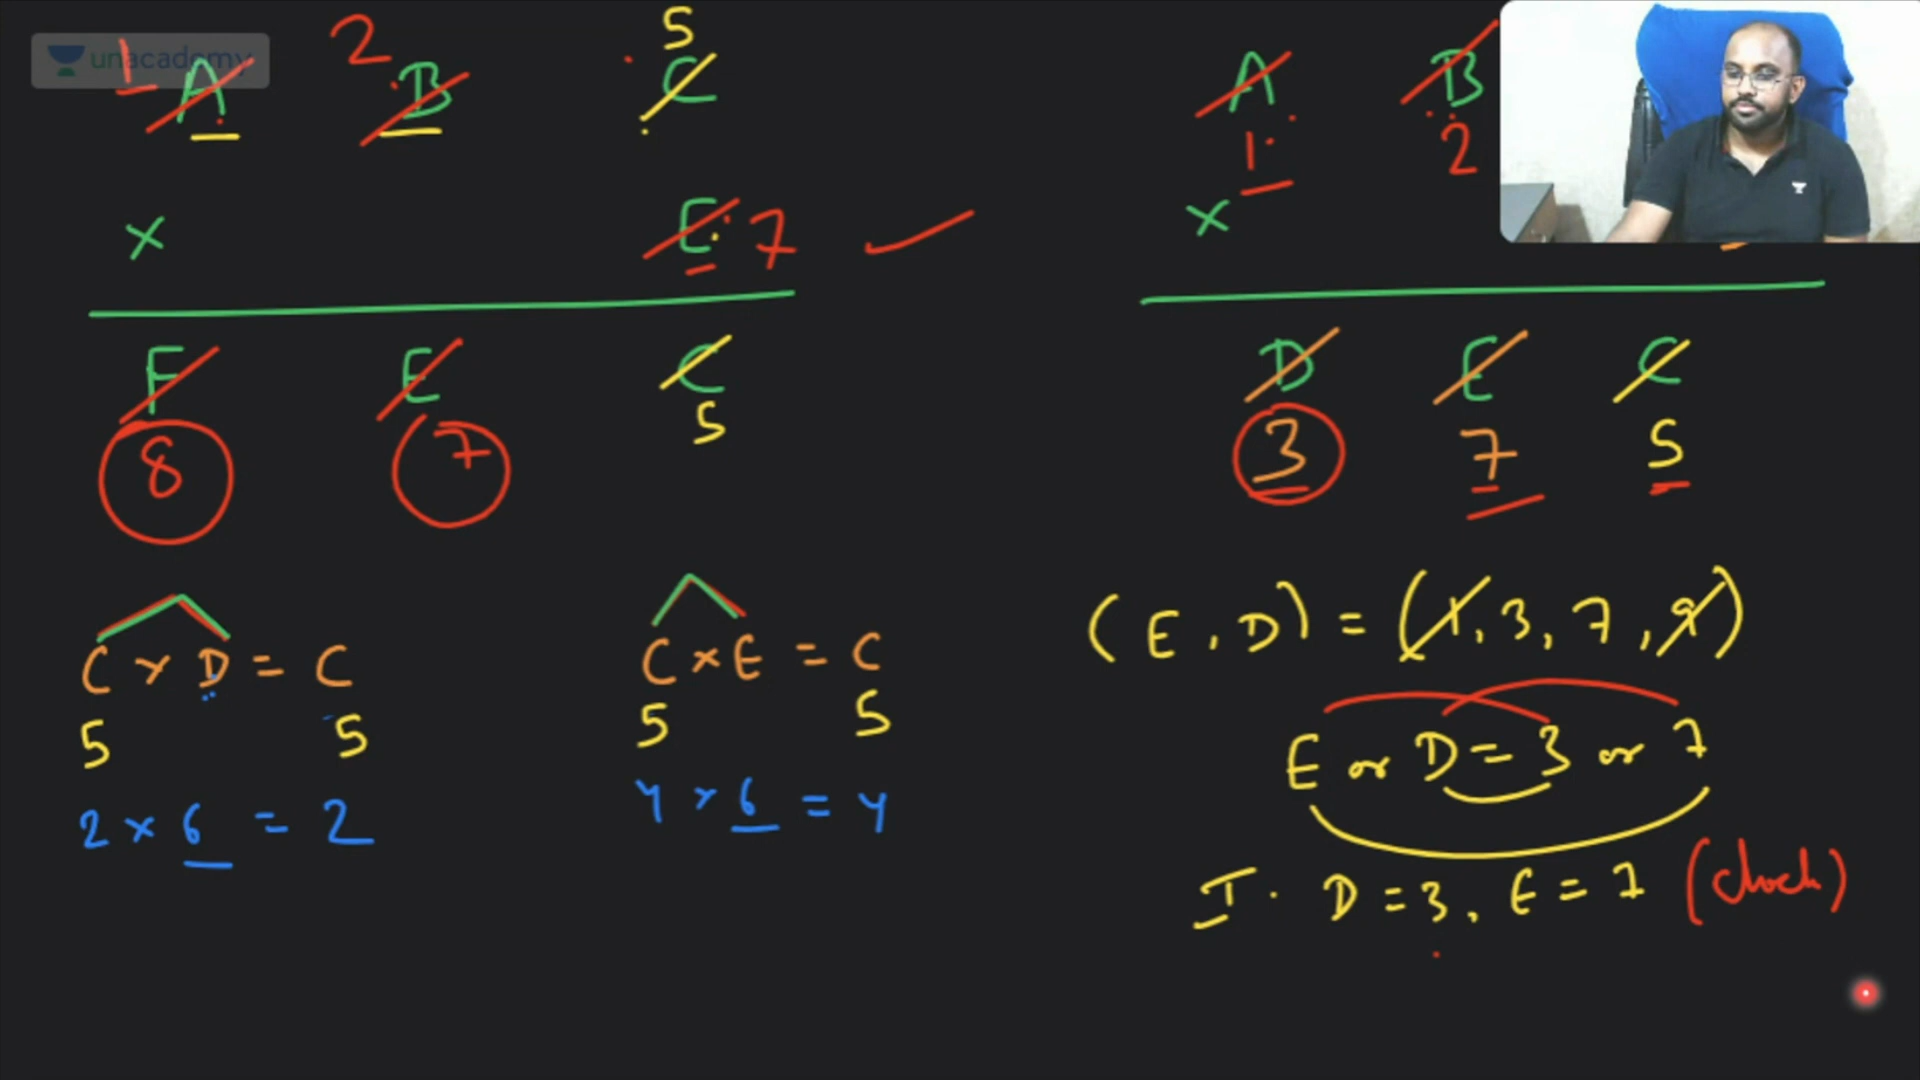 unacademy
1 A 2 B 5 C
× E 7
F E C
8 7 5
C × D = C
5 5
2 × 6 = 2
C × E = C
5 5
4 × 6 = 4
A B
1 2
×
D E C
3 7 5
(E, D) = (1, 3, 7, 9)
E or D = 3 or 7
I. D = 3, E = 7 (check)